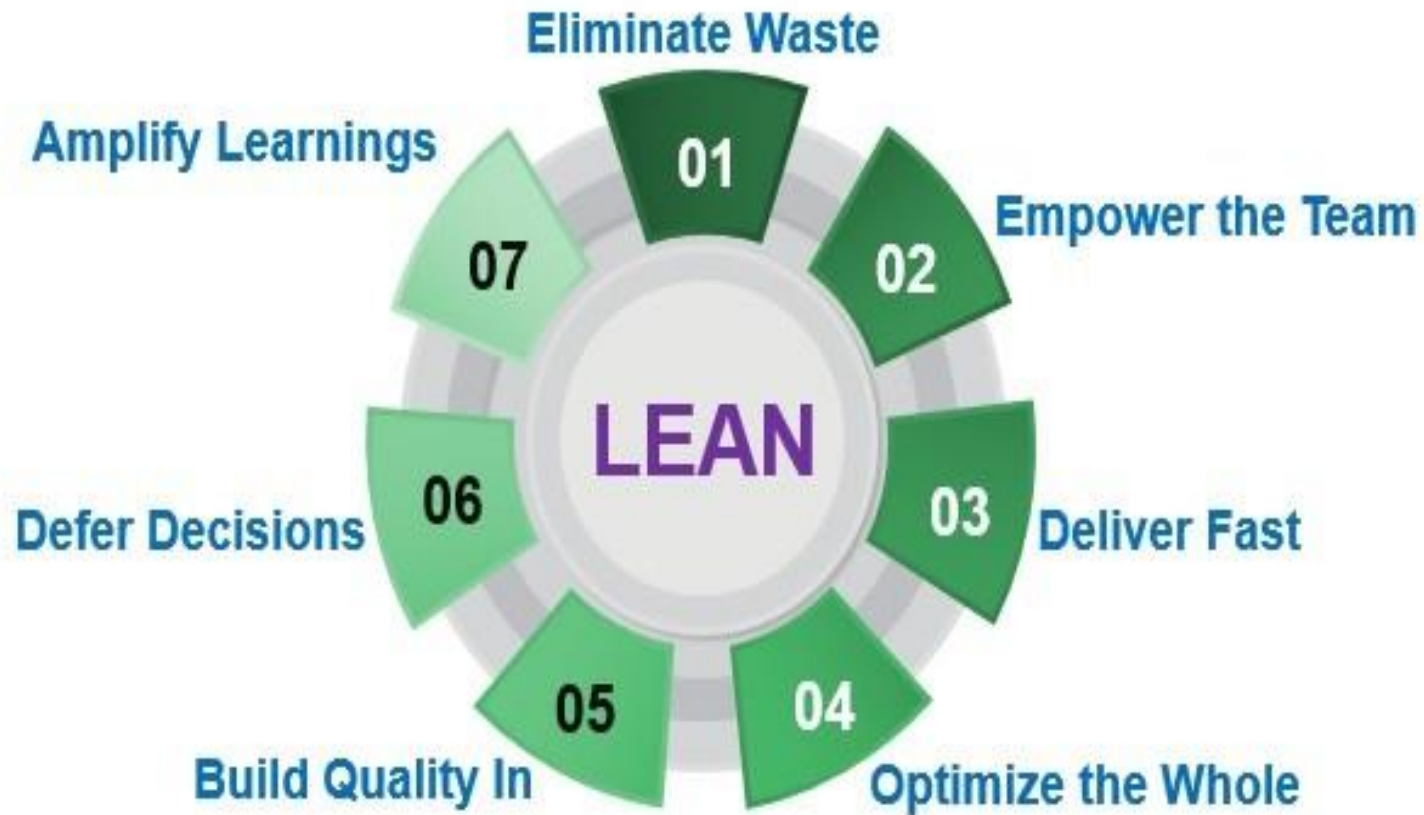 Eliminate Waste
01
Empower the Team
02
Deliver Fast
03
Optimize the Whole
04
Build Quality In
05
Defer Decisions
06
Amplify Learnings
07
LEAN